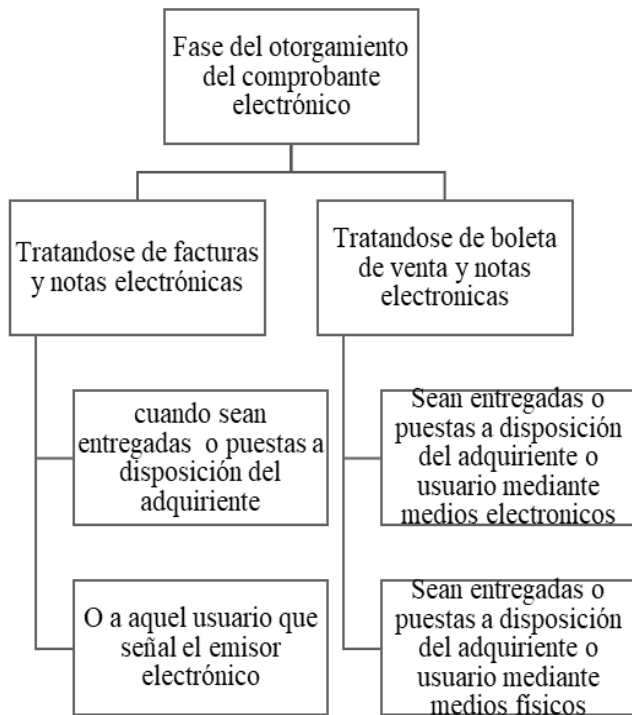 Fase del otorgamiento
del comprobante
electrónico
Tratandose de facturas
y notas electrónicas
Tratandose de boleta
de venta y notas
electronicas
cuando sean
entregadas o puestas a
disposición del
adquiriente
Sean entregadas o
puestas a disposición
del adquiriente o
usuario mediante
medios electronicos
O a aquel usuario que
señal el emisor
electrónico
Sean entregadas o
puestas a disposición
del adquiriente o
usuario mediante
medios físicos